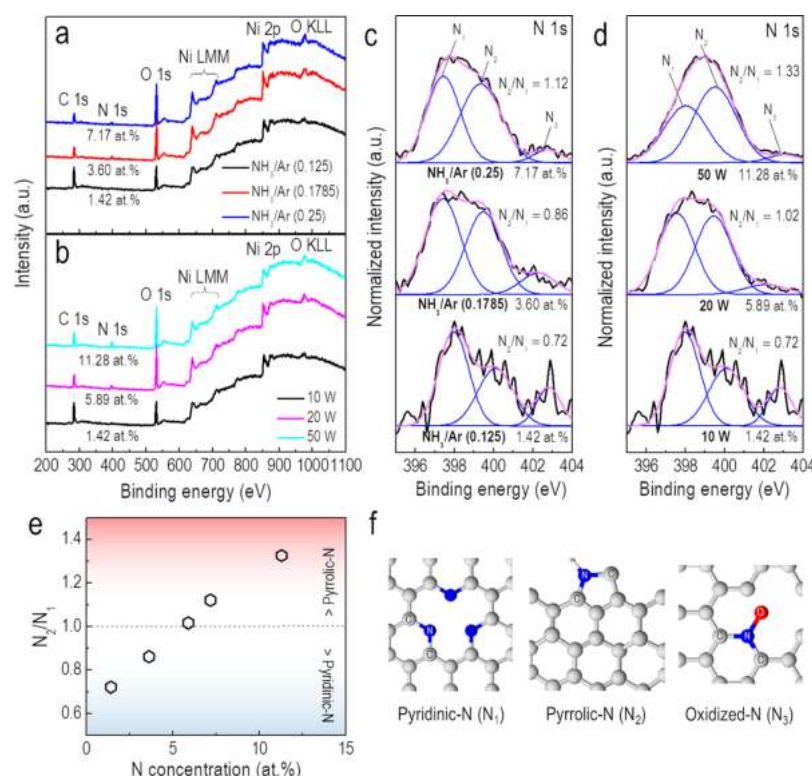 a
Ni 2p O KLL
Ni LMM
O 1s
C 1s
N 1s
7.17 at.%
3.60 at.%
1.42 at.%
NH3/Ar (0.125)
NH3/Ar (0.1785)
NH3/Ar (0.25)
Intensity (a.u.)
b
Ni 2p O KLL
Ni LMM
O 1s
C 1s
N 1s
11.28 at.%
5.89 at.%
1.42 at.%
10 W
20 W
50 W
200 300 400 500 600 700 800 900 1000 1100
Binding energy (eV)
c
N 1s
N1
N2
N2/N1 = 1.12
N3
NH3/Ar (0.25) 7.17 at.%
N2/N1 = 0.86
NH3/Ar (0.1785) 3.60 at.%
N2/N1 = 0.72
NH3/Ar (0.125) 1.42 at.%
Normalized intensity (a.u.)
396 398 400 402 404
Binding energy (eV)
d
N 1s
N2
N1
N2/N1 = 1.33
N3
50 W 11.28 at.%
N2/N1 = 1.02
20 W 5.89 at.%
N2/N1 = 0.72
10 W 1.42 at.%
Normalized intensity (a.u.)
396 398 400 402 404
Binding energy (eV)
e
1.4
1.2
1.0
0.8
0.6
N2/N1
> Pyrrolic-N
> Pyridinic-N
0 5 10 15
N concentration (at.%)
f
C
N
N
C
C
O
C
N
C
Pyridinic-N (N1)
Pyrrolic-N (N2)
Oxidized-N (N3)